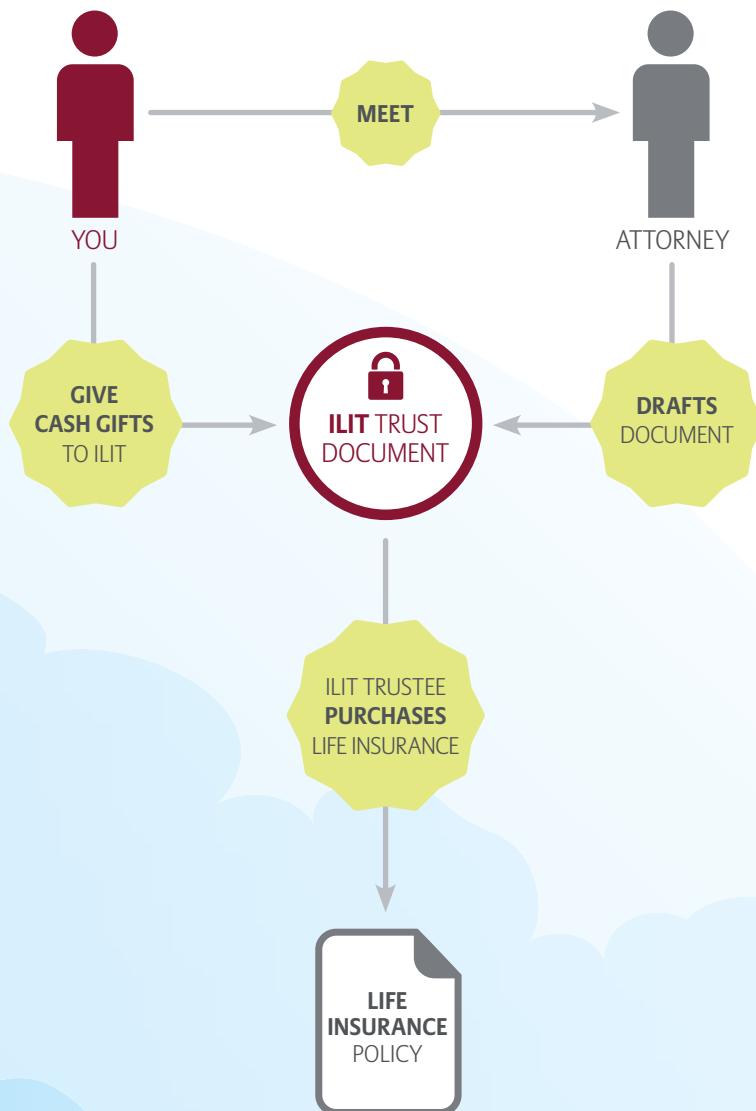 MEET
YOU
ATTORNEY
GIVE
CASH GIFTS
TO ILIT
ILIT TRUST
DOCUMENT
DRAFTS
DOCUMENT
ILIT TRUSTEE
PURCHASES
LIFE INSURANCE
LIFE
INSURANCE
POLICY